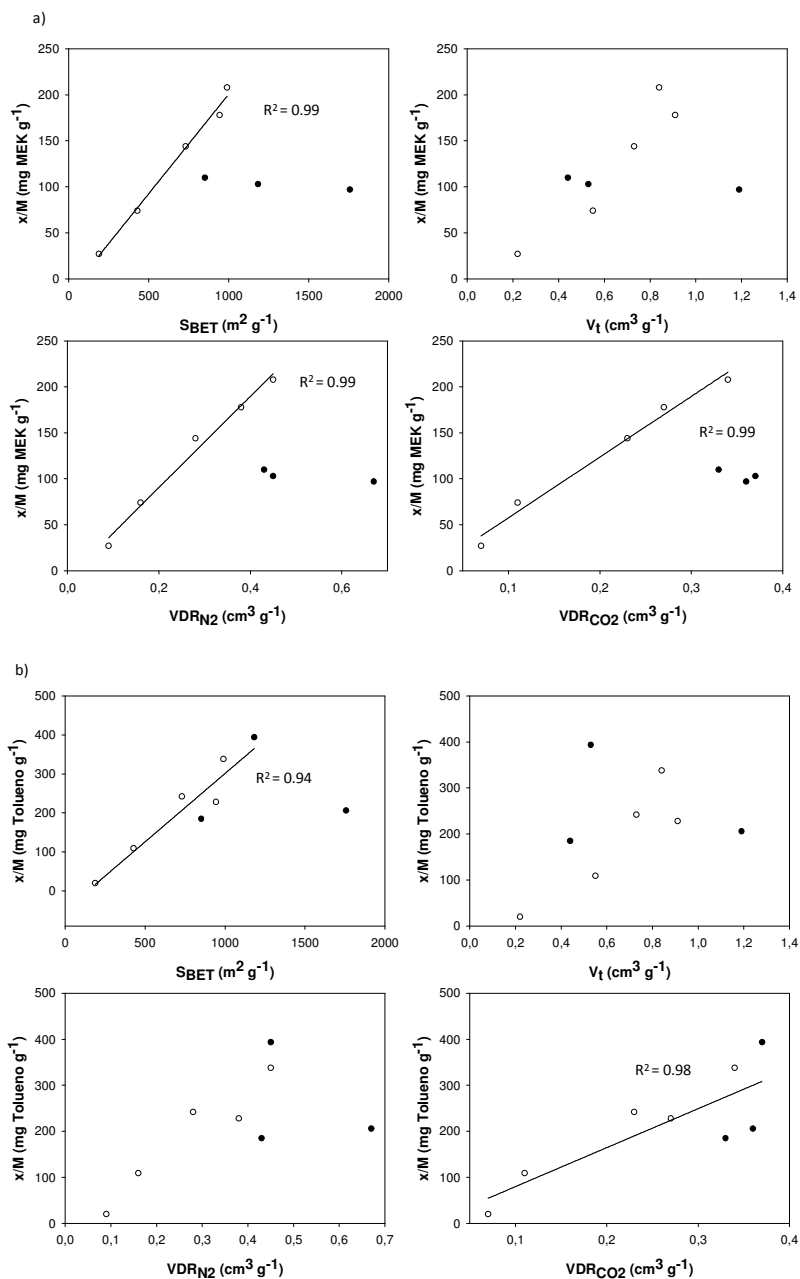 a)
x/M (mg MEK g-1)
250
200
150
100
50
0
R2 = 0.99
0 500 1000 1500 2000
SBET (m2 g-1)
x/M (mg MEK g-1)
250
200
150
100
50
0
0,0 0,2 0,4 0,6 0,8 1,0 1,2 1,4
Vt (cm3 g-1)
x/M (mg MEK g-1)
250
200
150
100
50
0
R2 = 0.99
0,0 0,2 0,4 0,6
VDRN2 (cm3 g-1)
x/M (mg MEK g-1)
250
200
150
100
50
0
R2 = 0.99
0,1 0,2 0,3 0,4
VDRCO2 (cm3 g-1)
b)
x/M (mg Tolueno g-1)
500
400
300
200
100
0
R2 = 0.94
0 500 1000 1500 2000
SBET (m2 g-1)
x/M (mg Tolueno g-1)
500
400
300
200
100
0
0,0 0,2 0,4 0,6 0,8 1,0 1,2 1,4
Vt (cm3 g-1)
x/M (mg Tolueno g-1)
500
400
300
200
100
0
0,0 0,1 0,2 0,3 0,4 0,5 0,6 0,7
VDRN2 (cm3 g-1)
x/M (mg Tolueno g-1)
500
400
300
200
100
0
R2 = 0.98
0,1 0,2 0,3 0,4
VDRCO2 (cm3 g-1)